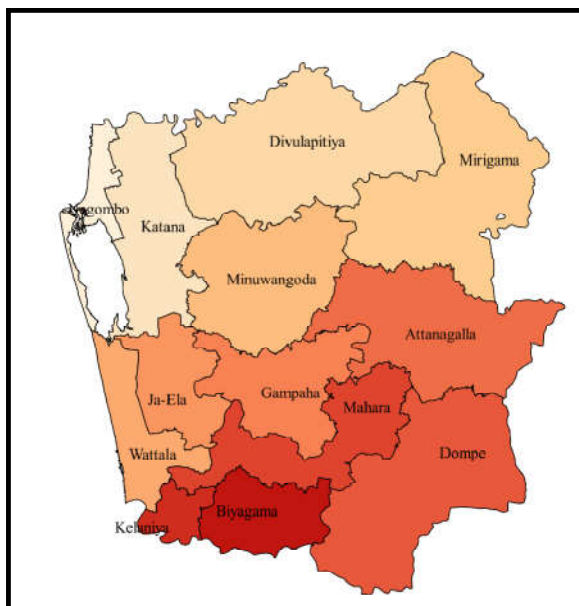 Divulapitiya
Mirigama
Negombo
Katana
Minuwangoda
Attanagalla
Ja-Ela
Gampaha
Mahara
Wattala
Dompe
Kelaniya
Biyagama